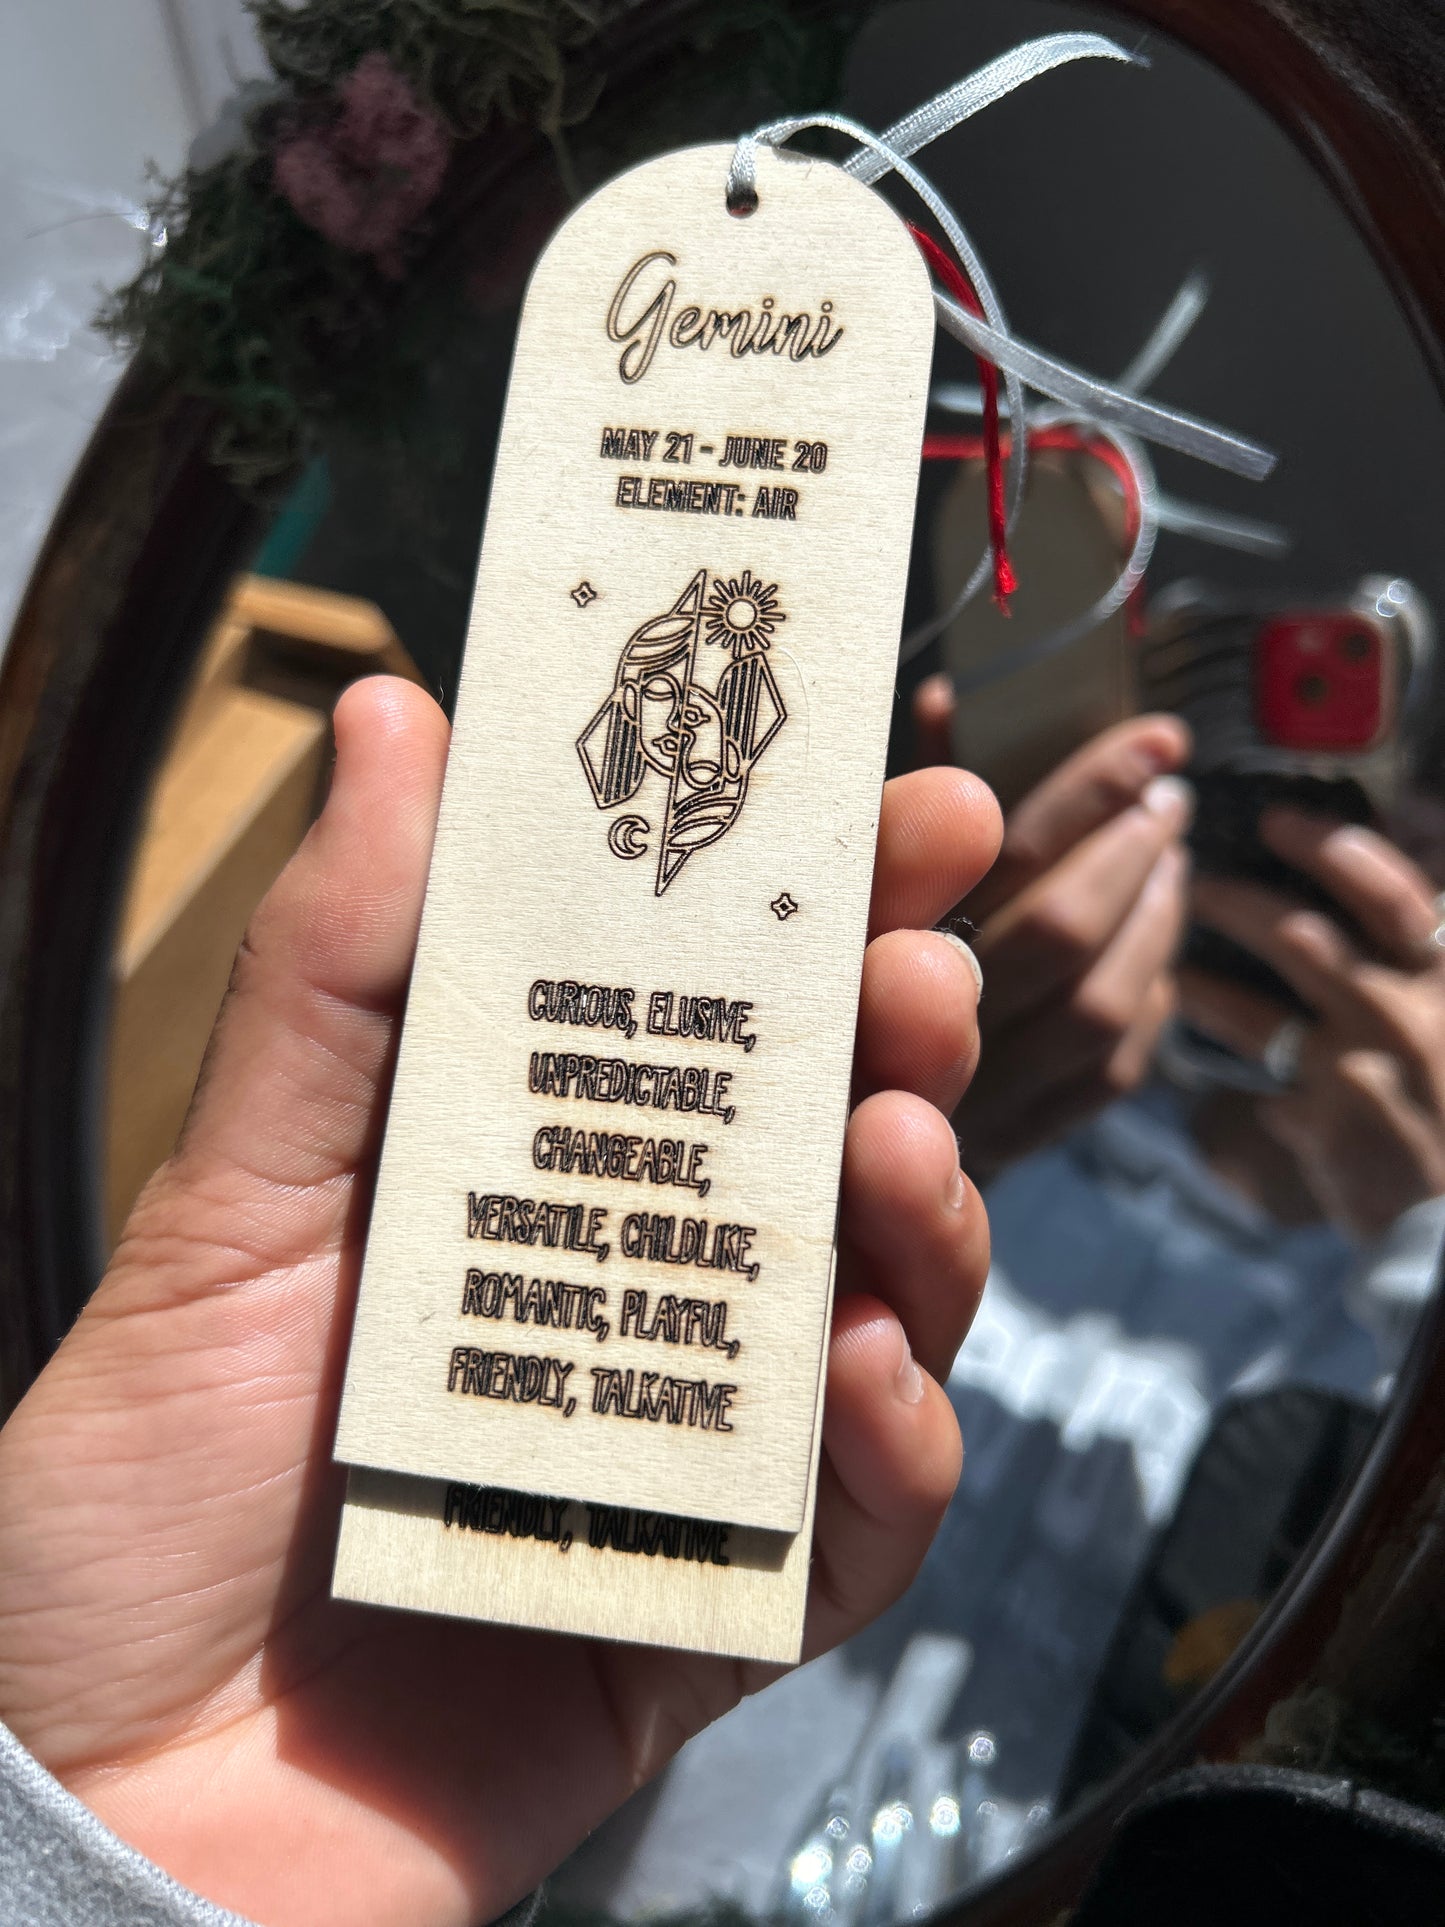 Gemini
MAY 21 - JUNE 20
ELEMENT: AIR
CURIOUS, ELUSIVE,
UNPREDICTABLE,
CHANGEABLE,
VERSATILE, CHILDLIKE,
ROMANTIC, PLAYFUL,
FRIENDLY, TALKATIVE
FRIENDLY, TALKATIVE